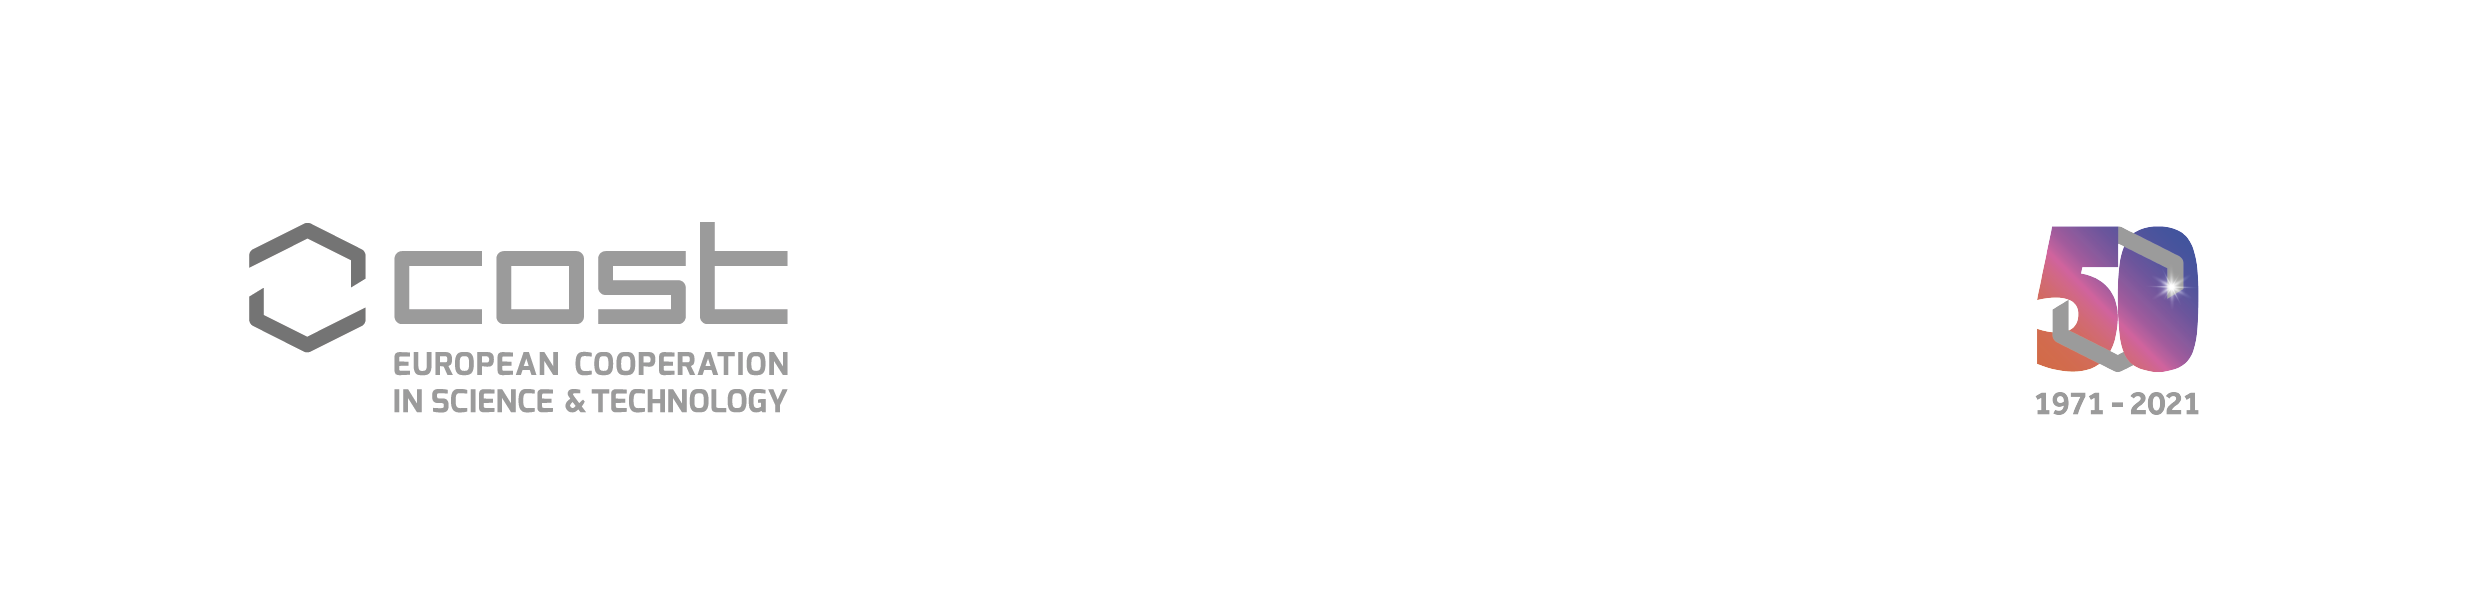 cost
EUROPEAN COOPERATION
IN SCIENCE & TECHNOLOGY
50
1971 - 2021